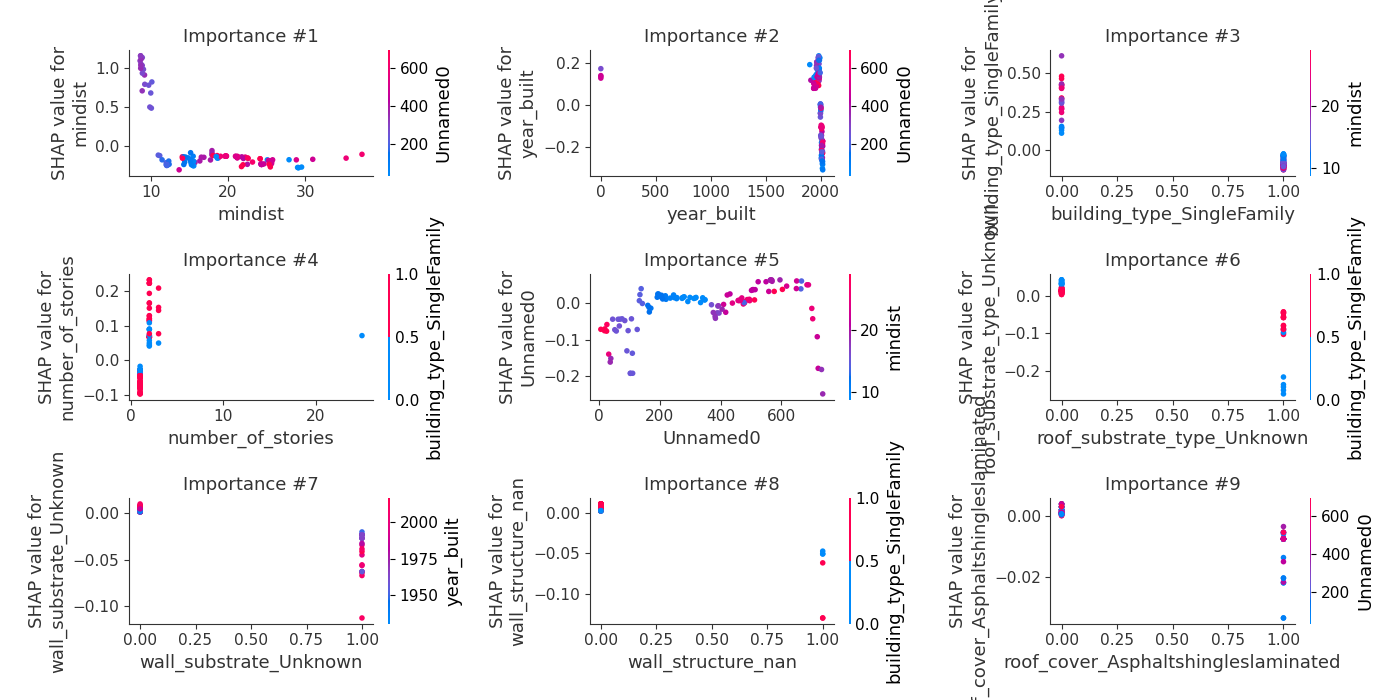 Importance #1
SHAP value for
mindist
1.0
0.5
0.0
10
20
30
mindist
600
400
200
Unnamed0
Importance #2
SHAP value for
year_built
0.2
0.0
−0.2
0
500
1000
1500
2000
year_built
600
400
200
Unnamed0
Importance #3
SHAP value for
building_type_SingleFamily
0.50
0.25
0.00
0.00
0.25
0.50
0.75
1.00
building_type_SingleFamily
20
10
mindist
Importance #4
SHAP value for
number_of_stories
0.2
0.1
0.0
−0.1
0
10
20
number_of_stories
1.0
0.5
0.0
building_type_SingleFamily
Importance #5
SHAP value for
Unnamed0
0.0
−0.1
−0.2
0
200
400
600
Unnamed0
20
10
mindist
Importance #6
SHAP value for
roof_substrate_type_Unknown
0.0
−0.1
−0.2
0.00
0.25
0.50
0.75
1.00
roof_substrate_type_Unknown
1.0
0.5
0.0
building_type_SingleFamily
Importance #7
SHAP value for
wall_substrate_Unknown
0.00
−0.05
−0.10
0.00
0.25
0.50
0.75
1.00
wall_substrate_Unknown
2000
1975
1950
year_built
Importance #8
SHAP value for
wall_structure_nan
0.00
−0.05
−0.10
0.00
0.25
0.50
0.75
1.00
wall_structure_nan
1.0
0.5
0.0
building_type_SingleFamily
Importance #9
SHAP value for
f_cover_Asphaltshingleslaminated
0.00
−0.02
0.00
0.25
0.50
0.75
1.00
roof_cover_Asphaltshingleslaminated
600
400
200
Unnamed0